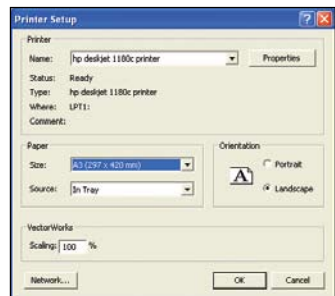 Printer Setup
Printer
Name: hp deskjet 1180c printer Properties
Status: Ready
Type: hp deskjet 1180c printer
Where: LPT1:
Comment:
Paper
Size: A3 (297 x 420 mm)
Source: In Tray
Orientation
A
Portrait
Landscape
VectorWorks
Scaling: 100 %
Network... OK Cancel